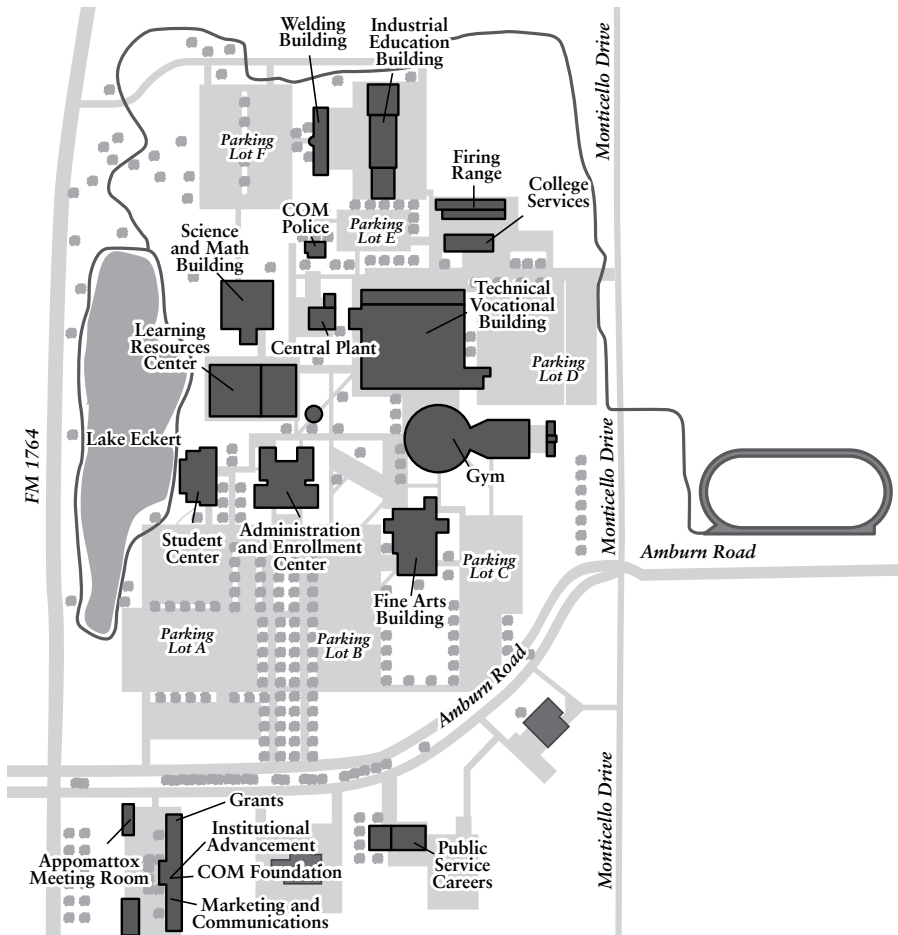 Welding
Building
Industrial
Education
Building
Monticello Drive
Parking
Lot F
Firing
Range
College
Services
COM
Police
Parking
Lot E
Science
and Math
Building
Technical
Vocational
Building
Learning
Resources
Center
Central Plant
Parking
Lot D
Lake Eckert
FM 1764
Gym
Monticello Drive
Student
Center
Administration
and Enrollment
Center
Parking
Lot C
Amburn Road
Fine Arts
Building
Parking
Lot A
Parking
Lot B
Amburn Road
Monticello Drive
Grants
Institutional
Advancement
Appomattox
Meeting Room
COM Foundation
Public
Service
Careers
Marketing and
Communications